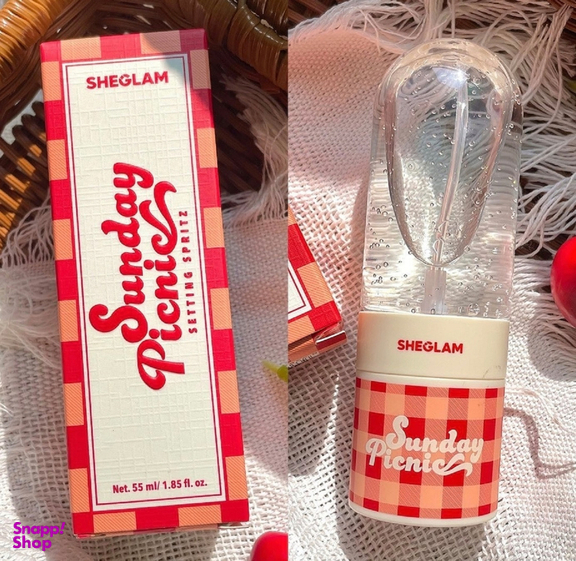 SHEGLAM
Sunday
Picnic
SETTING SPRITZ
Net. 55 ml/ 1.85 fl. oz.
SHEGLAM
Sunday
Picnic
Snapp!
Shop